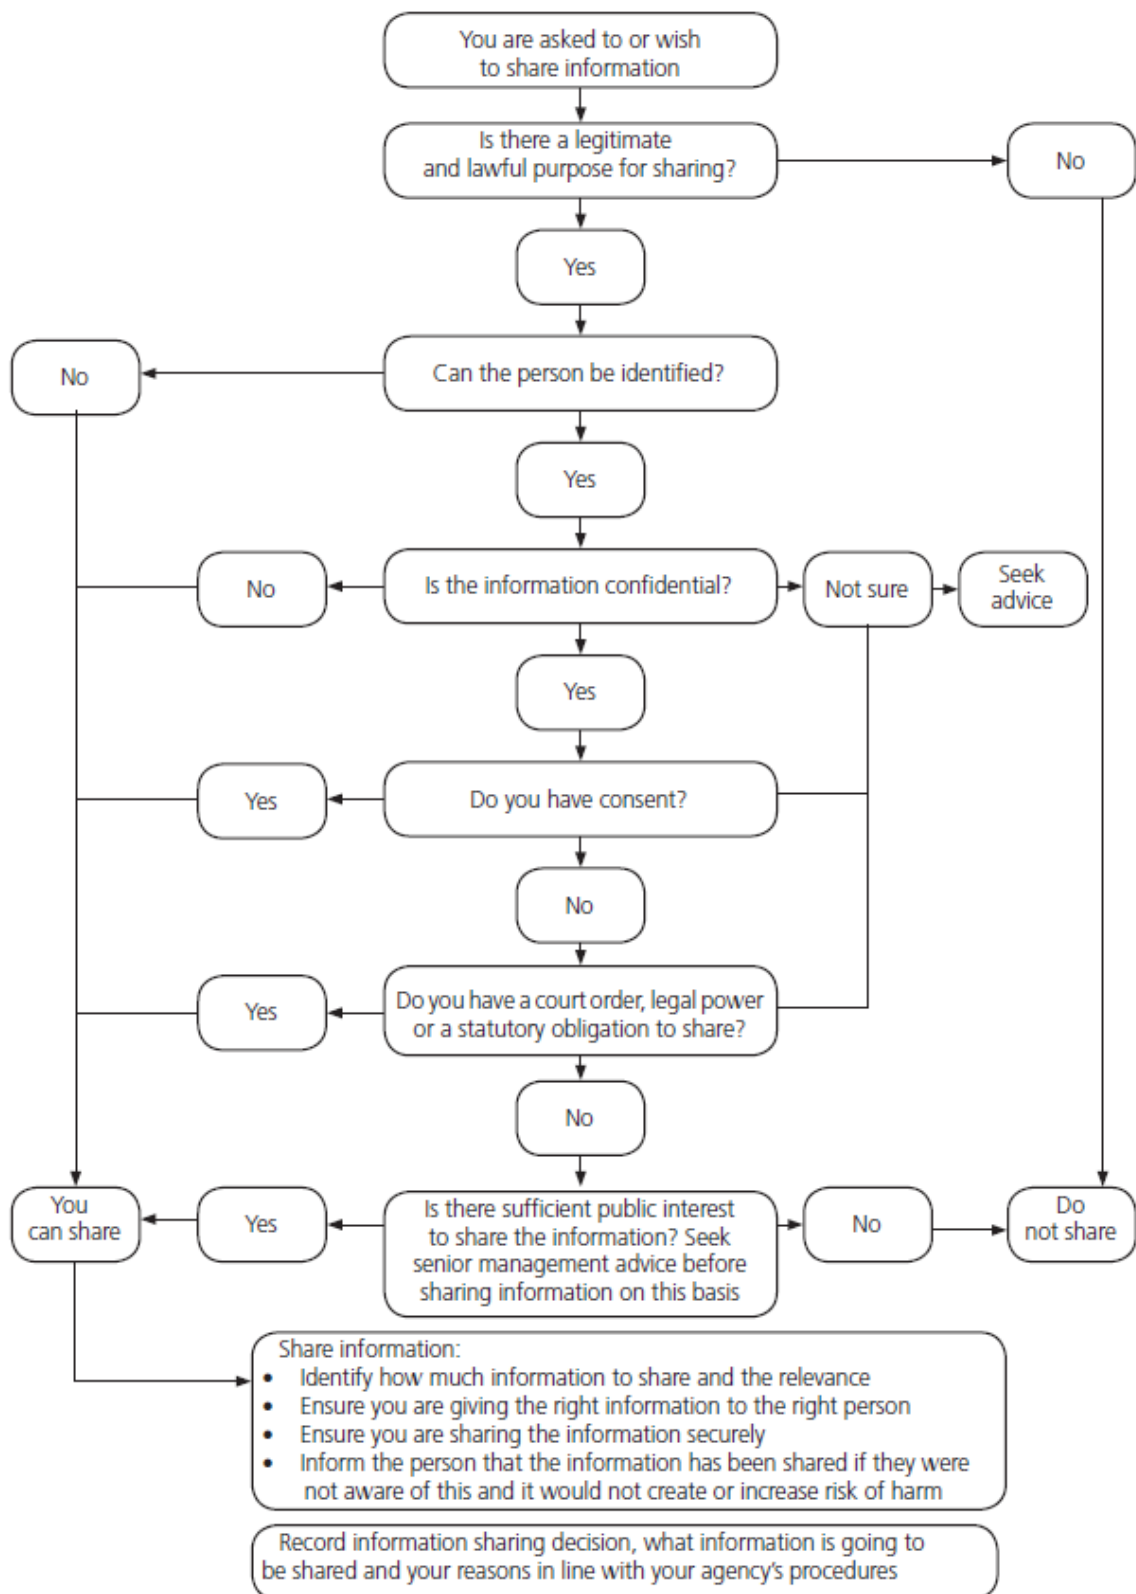 You are asked to or wish
to share information
Is there a legitimate
and lawful purpose for sharing?
No
Yes
Can the person be identified?
No
Yes
Is the information confidential?
No
Not sure
Seek
advice
Yes
Do you have consent?
Yes
No
Do you have a court order, legal power
or a statutory obligation to share?
Yes
No
You
can share
Yes
Is there sufficient public interest
to share the information? Seek
senior management advice before
sharing information on this basis
No
Do
not share
Share information:
• Identify how much information to share and the relevance
• Ensure you are giving the right information to the right person
• Ensure you are sharing the information securely
• Inform the person that the information has been shared if they were
not aware of this and it would not create or increase risk of harm
Record information sharing decision, what information is going to
be shared and your reasons in line with your agency's procedures